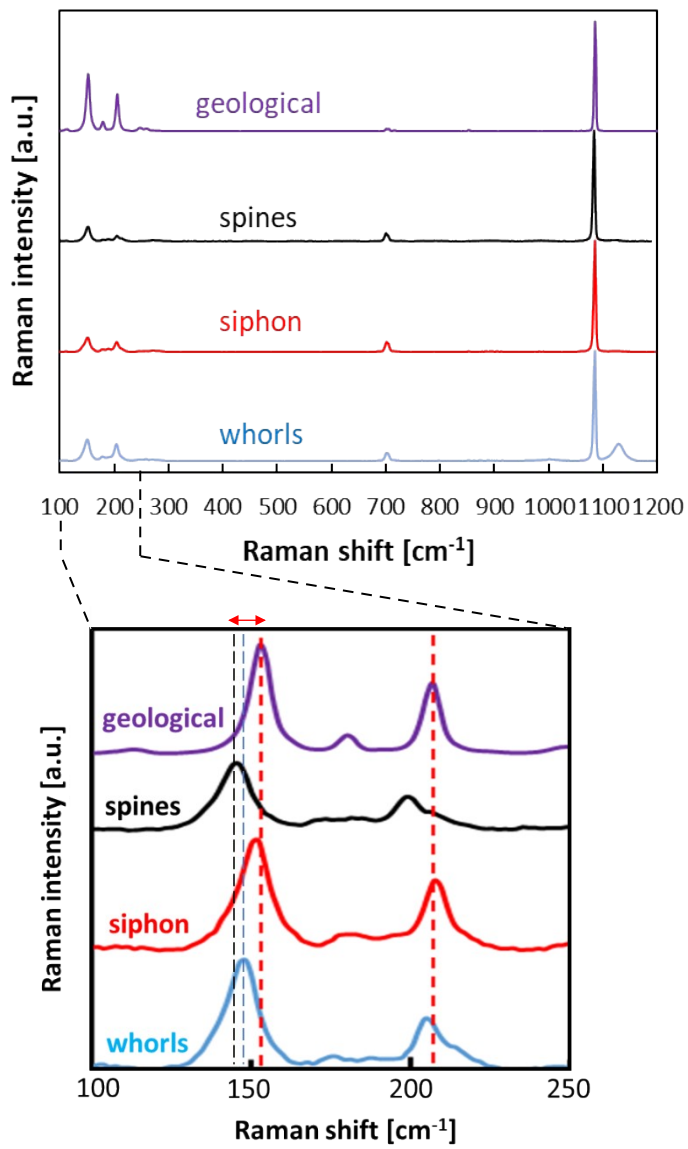 Raman intensity [a.u.]
geological
spines
siphon
whorls
100 200 300 400 500 600 700 800 900 1000 1100 1200
Raman shift [cm-1]
Raman intensity [a.u.]
geological
spines
siphon
whorls
100 150 200 250
Raman shift [cm-1]